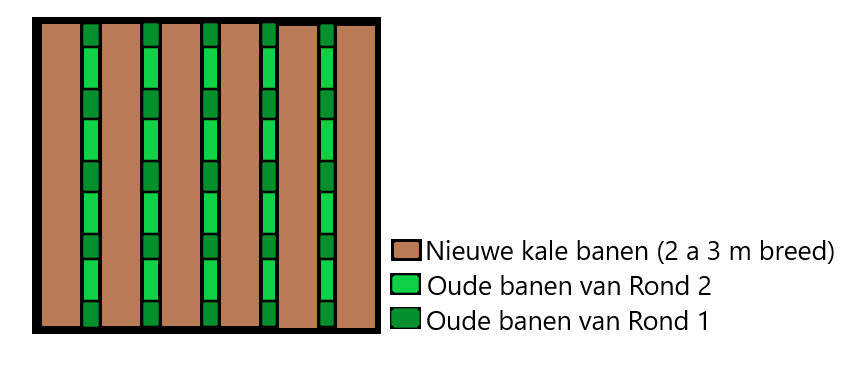 Nieuwe kale banen (2 a 3 m breed)
Oude banen van Rond 2
Oude banen van Rond 1